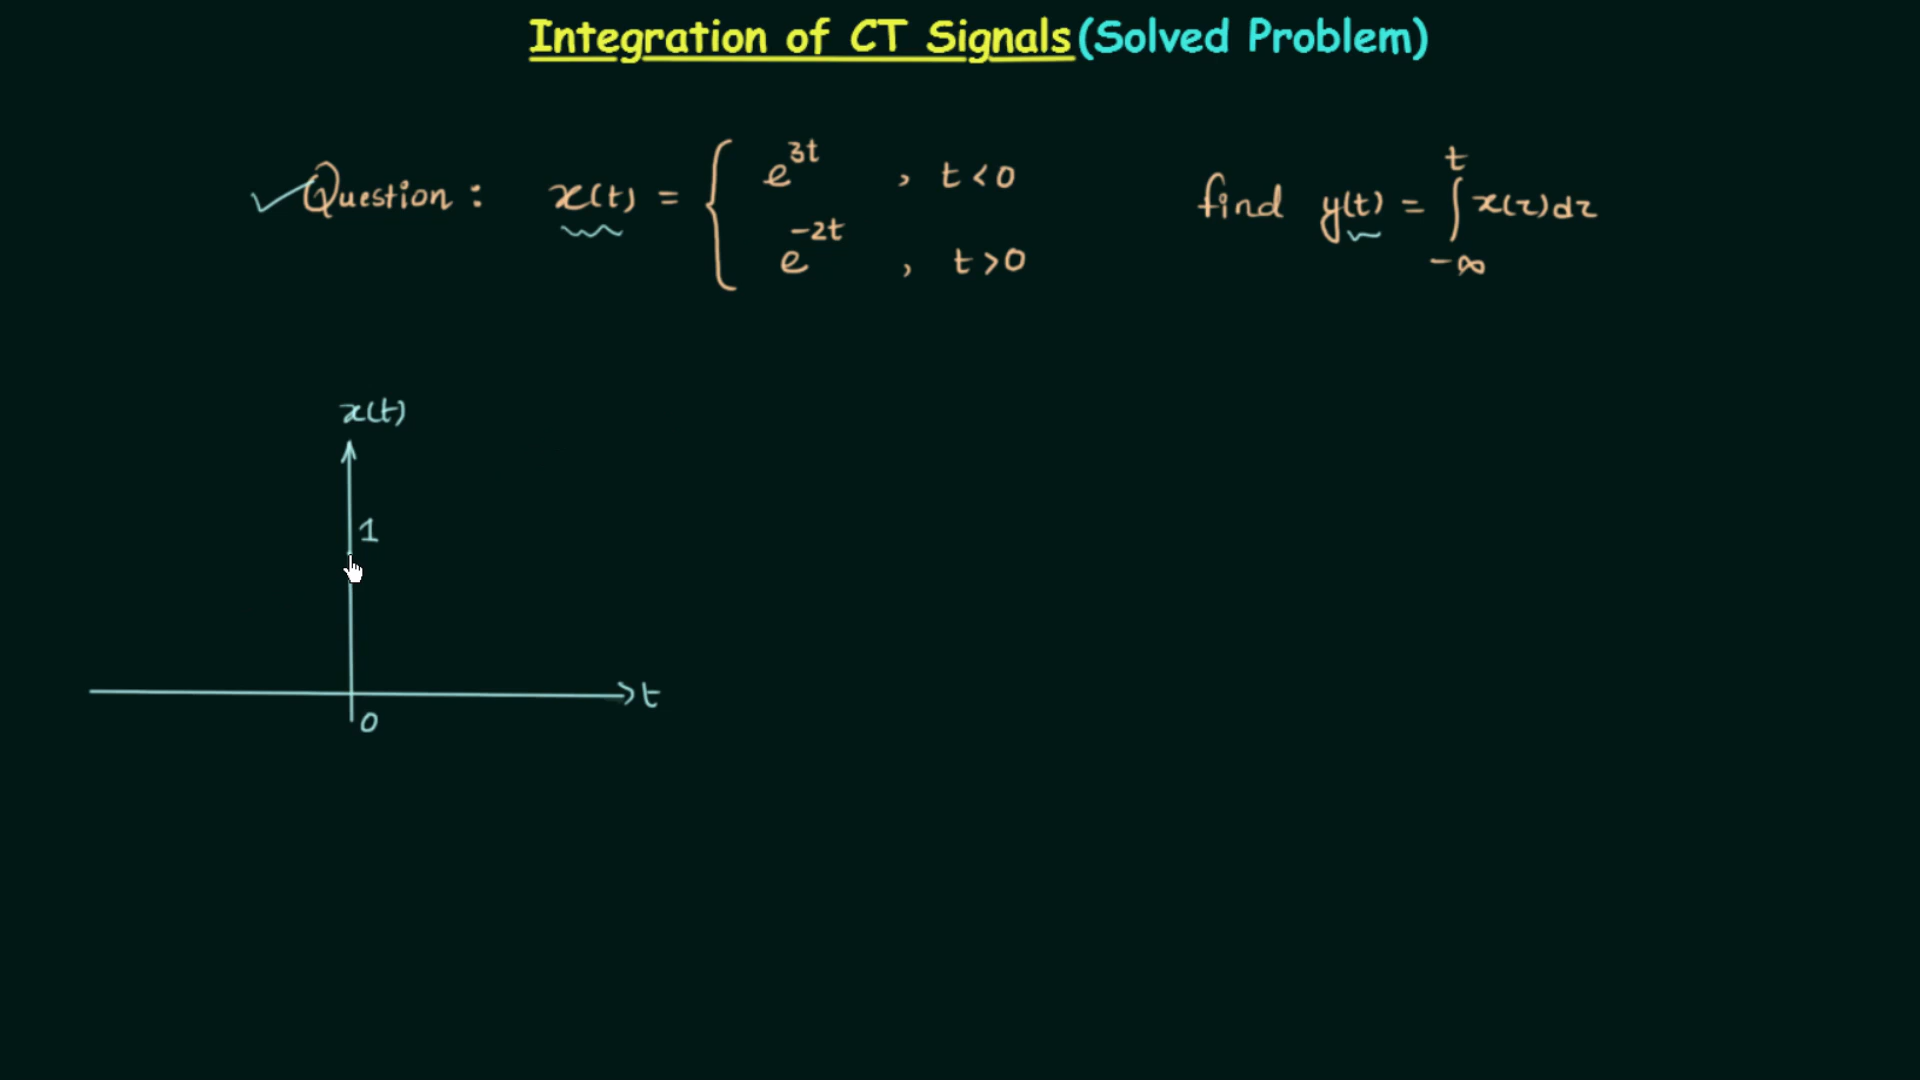 Integration of CT Signals (Solved Problem)
Question : x(t) = { e^{3t} , t < 0
e^{-2t} , t > 0
find y(t) = ∫_{-∞}^{t} x(τ)dτ
x(t)
1
t
0